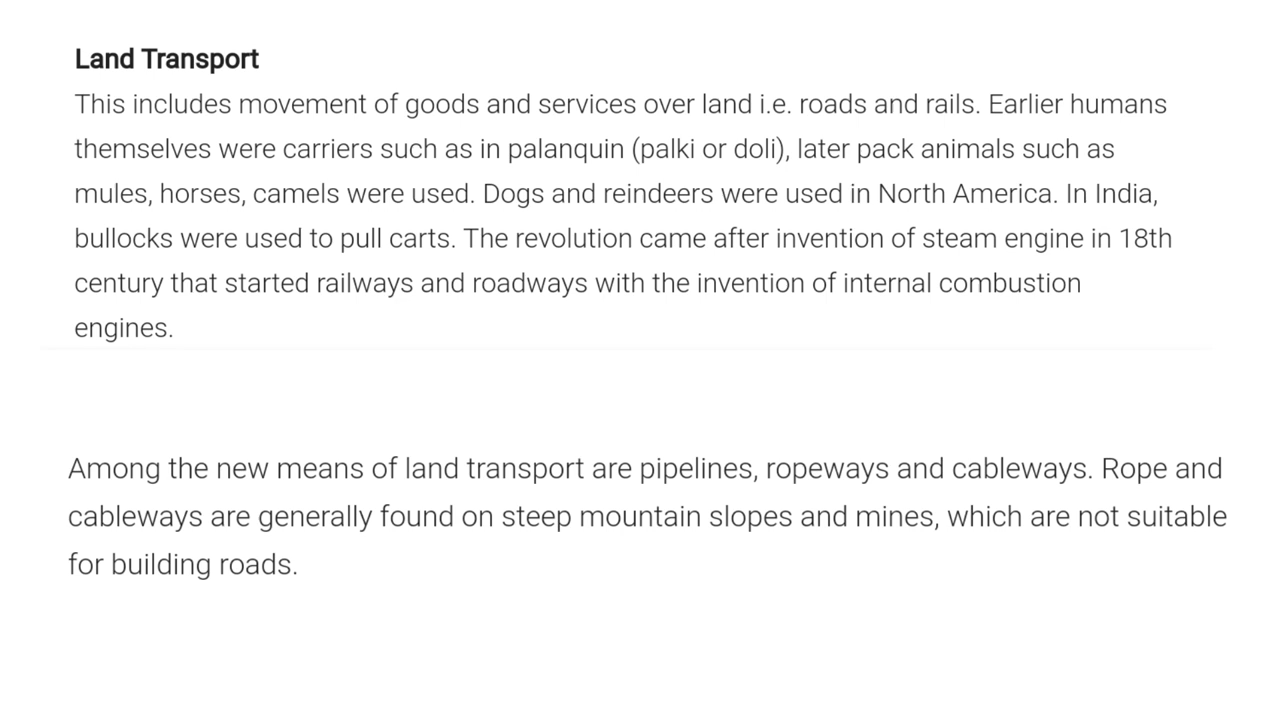 Land Transport
This includes movement of goods and services over land i.e. roads and rails. Earlier humans
themselves were carriers such as in palanquin (palki or doli), later pack animals such as
mules, horses, camels were used. Dogs and reindeers were used in North America. In India,
bullocks were used to pull carts. The revolution came after invention of steam engine in 18th
century that started railways and roadways with the invention of internal combustion
engines.
Among the new means of land transport are pipelines, ropeways and cableways. Rope and
cableways are generally found on steep mountain slopes and mines, which are not suitable
for building roads.